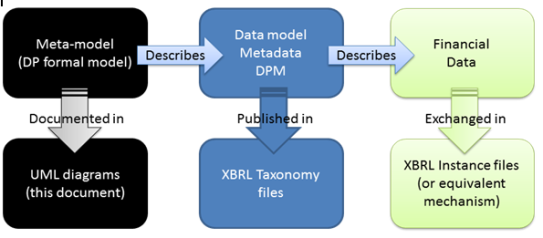 Meta-model
(DP formal model)
Describes
Data model
Metadata
DPM
Describes
Financial
Data
Documented in
Published in
Exchanged in
UML diagrams
(this document)
XBRL Taxonomy
files
XBRL Instance files
(or equivalent
mechanism)